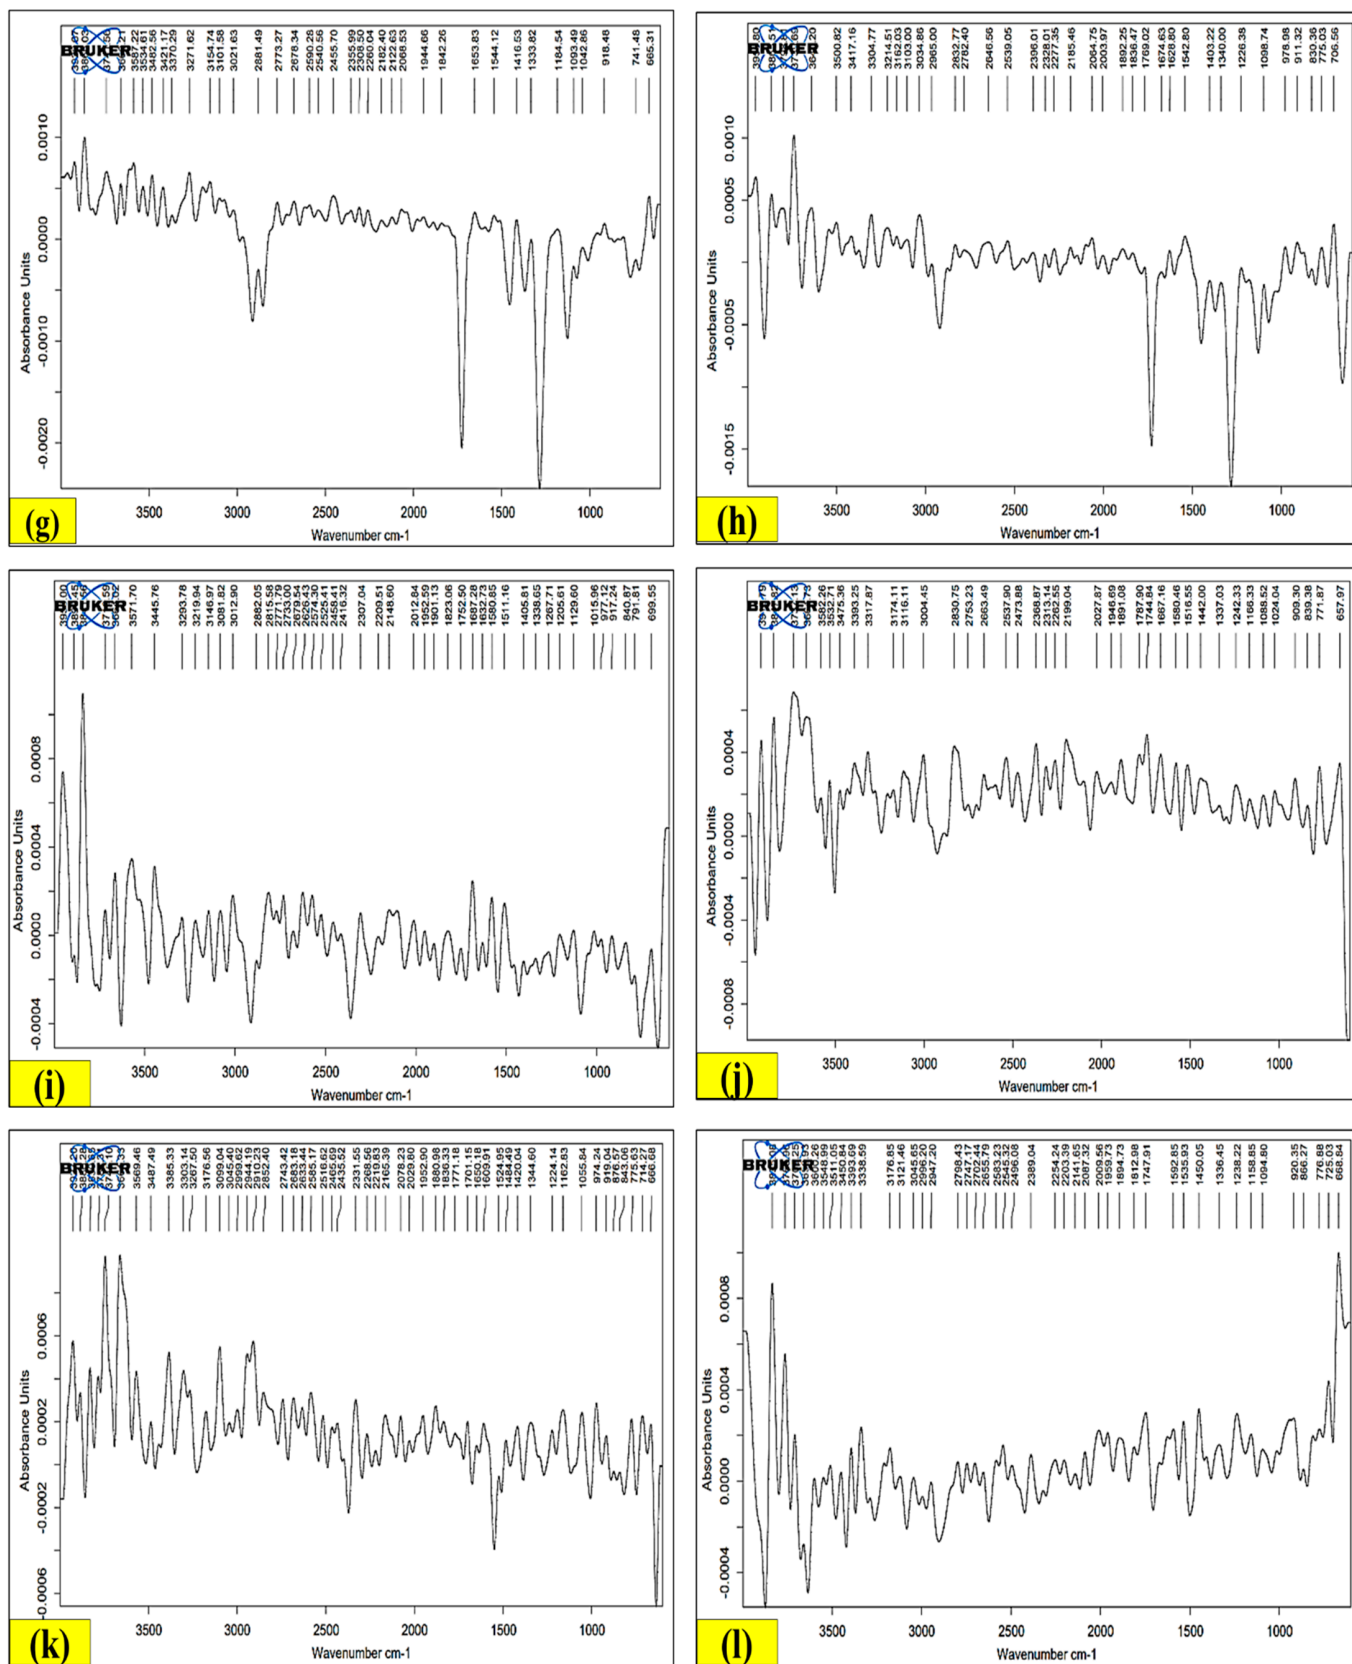 BRUKER
3587.22 3534.61 3482.56 3421.17 3370.29 3271.62 3154.74 3101.58 3021.63 2881.49 2773.27 2678.34 2590.28 2540.56 2455.70 2355.99 2308.50 2260.04 2182.40 2122.63 2068.53 1944.66 1842.26 1653.83 1544.12 1416.53 1333.82 1184.54 1093.49 1042.86 918.48 741.48 665.31
Absorbance Units
0.0010
0.0000
-0.0010
-0.0020
3500 3000 2500 2000 1500 1000
Wavenumber cm-1
(g)
BRUKER
3500.82 3417.16 3304.77 3214.51 3163.03 3103.00 3034.86 2965.00 2832.77 2782.40 2646.56 2539.05 2396.01 2328.01 2277.35 2185.46 2064.75 2003.97 1892.25 1836.47 1769.02 1674.63 1628.80 1542.80 1403.22 1340.00 1226.38 1098.74 978.98 911.32 830.36 775.03 706.56
Absorbance Units
0.0010
0.0005
-0.0005
-0.0015
3500 3000 2500 2000 1500 1000
Wavenumber cm-1
(h)
BRUKER
3571.70 3445.76 3293.78 3219.94 3146.97 3081.82 3012.90 2882.05 2815.58 2771.79 2733.00 2679.54 2626.43 2574.30 2525.41 2458.41 2416.32 2307.04 2209.51 2148.60 2012.84 1952.59 1901.13 1826.16 1752.50 1687.28 1632.73 1580.85 1511.16 1405.81 1338.65 1267.71 1205.61 1129.60 1015.96 977.72 917.24 840.87 791.81 699.55
Absorbance Units
0.0008
0.0004
0.0000
-0.0004
3500 3000 2500 2000 1500 1000
Wavenumber cm-1
(i)
BRUKER
3582.26 3532.71 3475.36 3393.25 3317.87 3174.11 3116.11 3004.45 2830.75 2753.23 2663.49 2537.90 2473.88 2368.87 2313.14 2262.55 2199.04 2027.87 1946.69 1891.08 1787.90 1744.04 1667.16 1580.46 1516.55 1442.00 1337.03 1242.33 1166.33 1088.52 1024.04 909.30 839.38 771.87 657.97
Absorbance Units
0.0004
0.0000
-0.0004
-0.0008
3500 3000 2500 2000 1500 1000
Wavenumber cm-1
(j)
BRUKER
3569.46 3487.49 3385.33 3303.14 3267.50 3176.56 3099.04 3045.40 2998.62 2944.19 2910.23 2852.40 2744.42 2683.18 2633.44 2585.17 2518.62 2465.69 2435.52 2331.55 2268.56 2219.83 2165.39 2078.23 2029.80 1952.90 1880.98 1836.33 1771.18 1701.15 1650.18 1609.91 1524.95 1484.40 1420.04 1344.60 1224.14 1162.83 1055.84 974.24 919.04 876.57 843.06 775.63 714.27 666.68
Absorbance Units
0.0006
0.0002
-0.0002
-0.0006
3500 3000 2500 2000 1500 1000
Wavenumber cm-1
(k)
BRUKER
3600.26 3548.99 3511.05 3450.84 3393.69 3338.59 3176.85 3121.46 3045.55 2996.20 2947.20 2798.43 2747.27 2702.44 2655.79 2583.33 2545.32 2496.08 2389.04 2254.24 2209.29 2141.65 2087.32 2009.56 1959.73 1894.73 1812.98 1747.91 1592.85 1535.93 1450.05 1336.45 1238.22 1158.85 1094.80 920.35 866.27 778.88 725.03 668.84
Absorbance Units
0.0008
0.0004
0.0000
-0.0004
3500 3000 2500 2000 1500 1000
Wavenumber cm-1
(l)